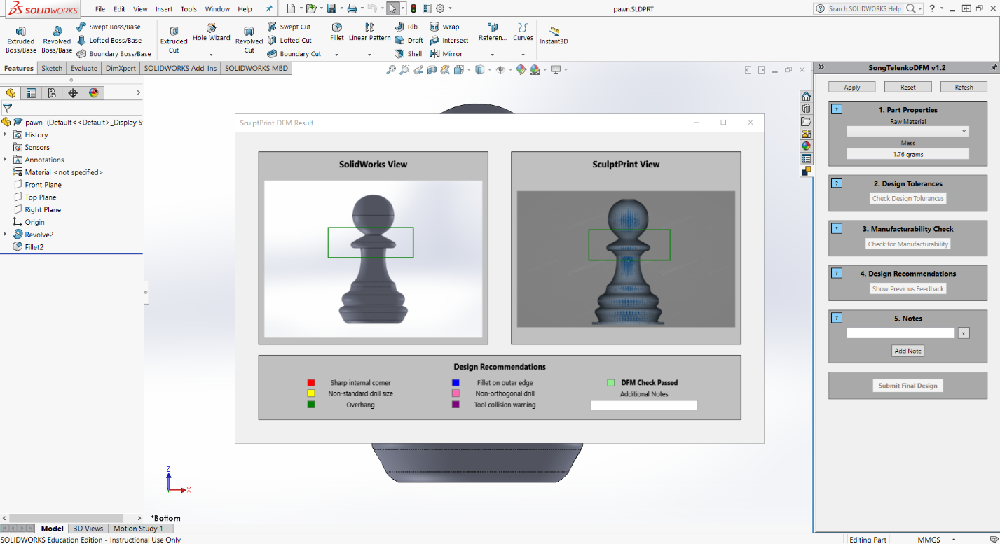 SOLIDWORKS File Edit View Insert Tools Window Help pawn.SLDPRT Search SOLIDWORKS Help
Extruded Boss/Base
Revolved Boss/Base
Swept Boss/Base
Lofted Boss/Base
Boundary Boss/Base
Extruded Cut
Hole Wizard
Revolved Cut
Swept Cut
Lofted Cut
Boundary Cut
Fillet
Linear Pattern
Rib
Draft
Shell
Wrap
Intersect
Mirror
Referen...
Curves
Instant3D
Features Sketch Evaluate DimXpert SOLIDWORKS Add-Ins SOLIDWORKS MBD
pawn (Default<<Default>_Display S
History
Sensors
Annotations
Material <not specified>
Front Plane
Top Plane
Right Plane
Origin
Revolve2
Fillet2
SculptPrint DFM Result
SolidWorks View
SculptPrint View
Design Recommendations
Sharp internal corner
Non-standard drill size
Overhang
Fillet on outer edge
Non-orthogonal drill
Tool collision warning
DFM Check Passed
Additional Notes
Z
X
*Bottom
SongTelenkoDFM v1.2
Apply Reset Refesh
? 1. Part Properties
Raw Material
Mass
1.76 grams
? 2. Design Tolerances
Check Design Tolerances
? 3. Manufacturability Check
Check for Manufacturability
? 4. Design Recommendations
Show Previous Feedback
? 5. Notes
x
Add Note
Submit Final Design
Model 3D Views Motion Study 1
SOLIDWORKS Education Edition - Instructional Use Only Editing Part MMGS